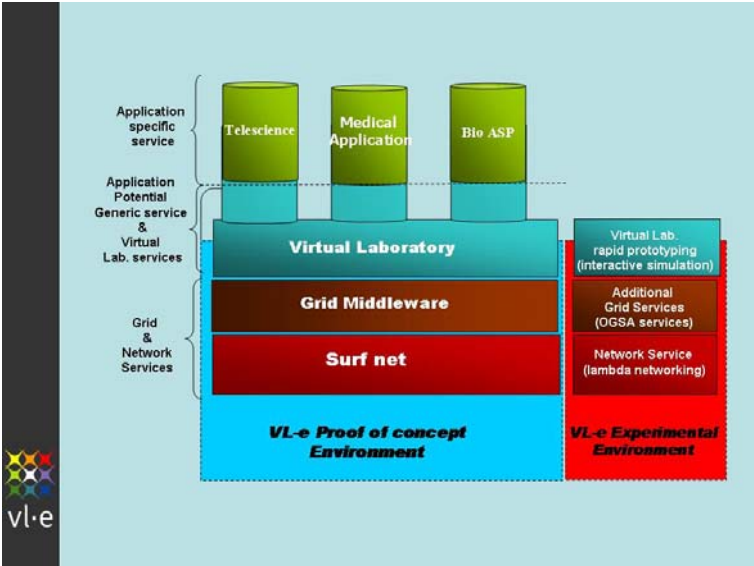 Application
specific
service
Telescience
Medical
Application
Bio ASP
Application
Potential
Generic service
&
Virtual
Lab. services
Virtual Laboratory
Virtual Lab.
rapid prototyping
(interactive simulation)
Grid
&
Network
Services
Grid Middleware
Additional
Grid Services
(OGSA services)
Surf net
Network Service
(lambda networking)
VL-e Proof of concept
Environment
VL-e Experimental
Environment
vl·e